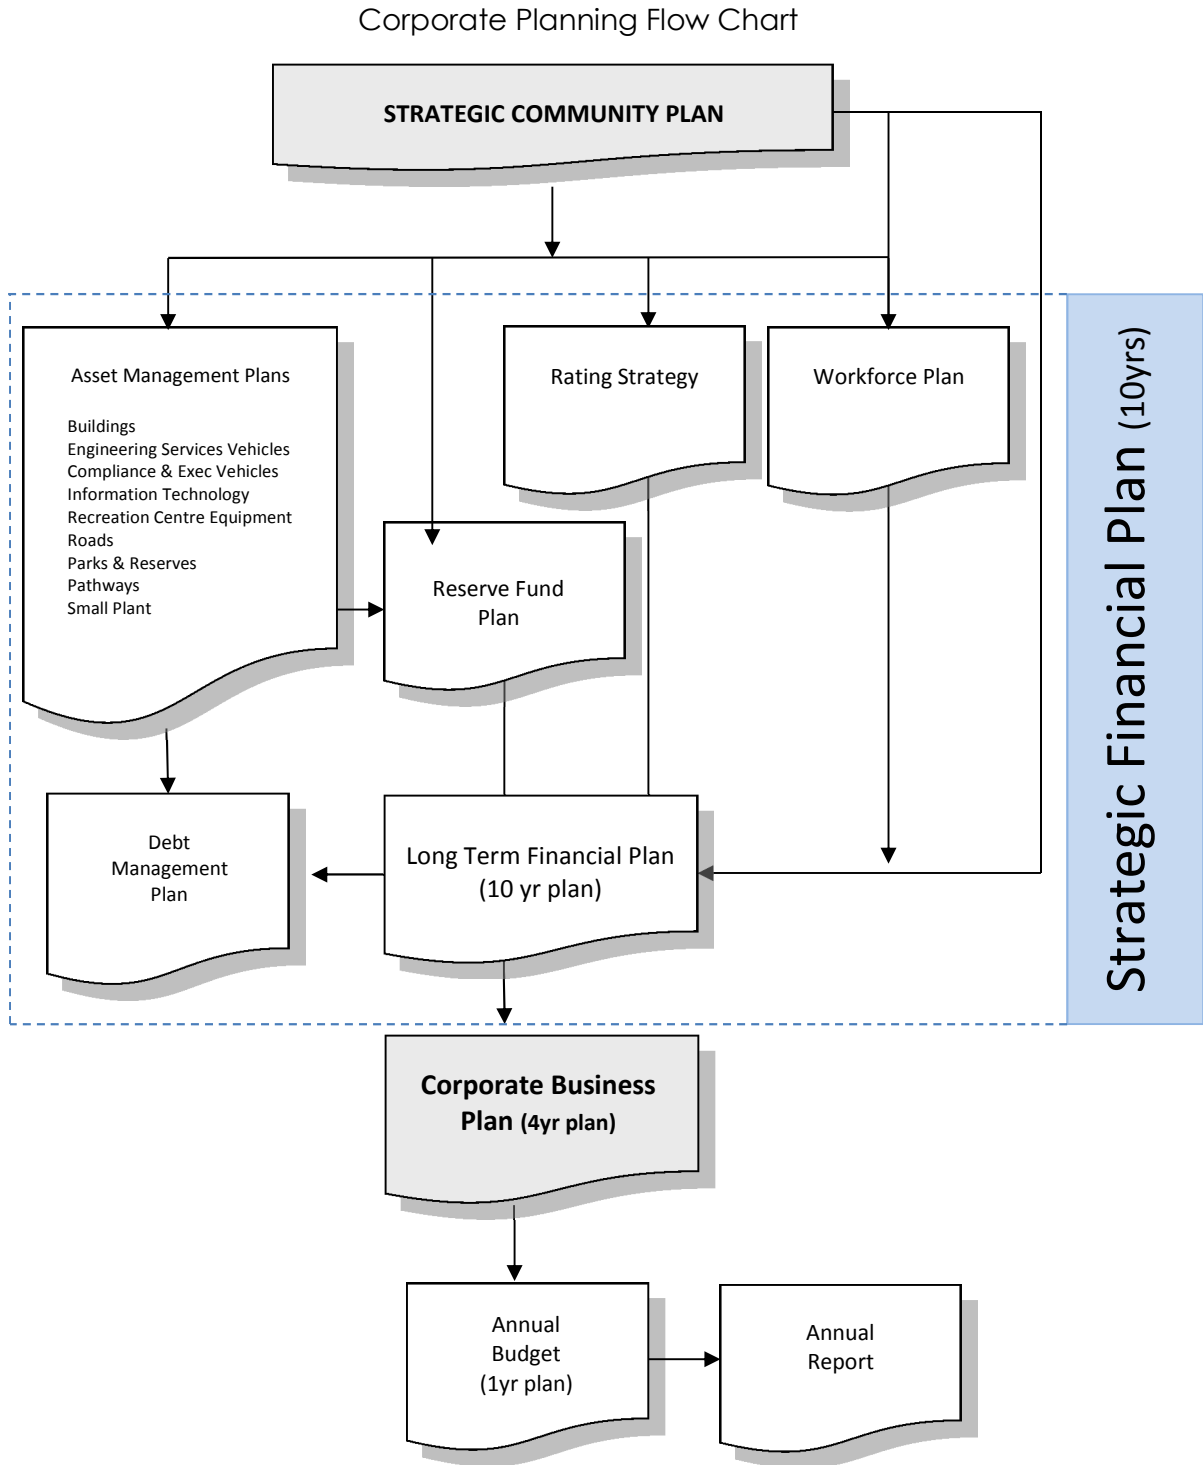 Corporate Planning Flow Chart
STRATEGIC COMMUNITY PLAN
Asset Management Plans
Buildings
Engineering Services Vehicles
Compliance & Exec Vehicles
Information Technology
Recreation Centre Equipment
Roads
Parks & Reserves
Pathways
Small Plant
Rating Strategy
Workforce Plan
Reserve Fund
Plan
Debt
Management
Plan
Long Term Financial Plan
(10 yr plan)
Strategic Financial Plan (10yrs)
Corporate Business
Plan (4yr plan)
Annual
Budget
(1yr plan)
Annual
Report